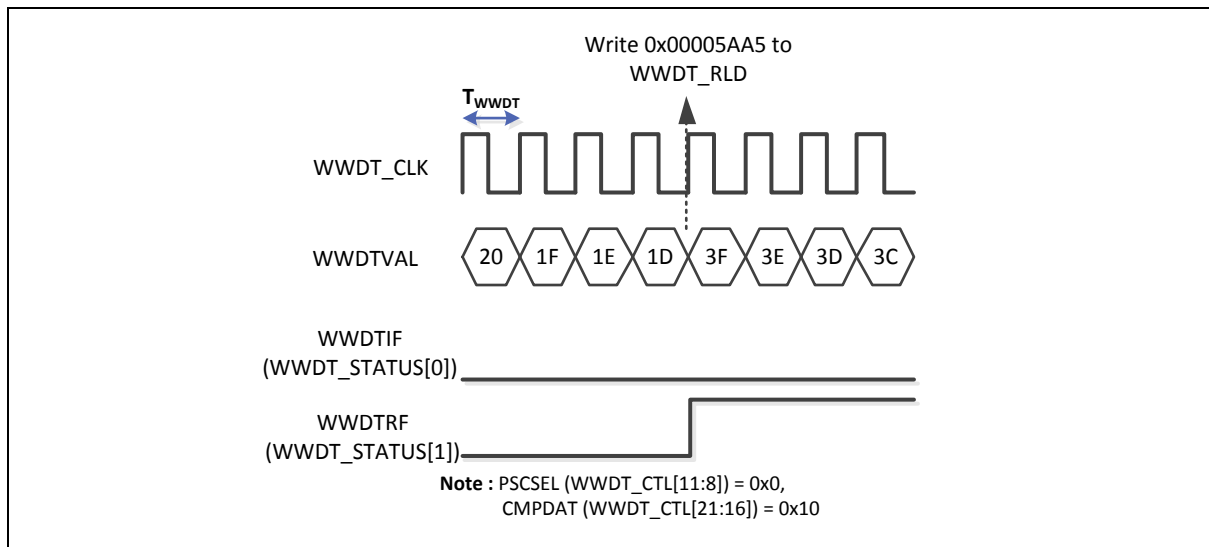 Write 0x00005AA5 to
WWDT_RLD
TWWDT
WWDT_CLK
WWDTVAL 20 1F 1E 1D 3F 3E 3D 3C
WWDTIF
(WWDT_STATUS[0])
WWDTRF
(WWDT_STATUS[1])
Note : PSCSEL (WWDT_CTL[11:8]) = 0x0,
CMPDAT (WWDT_CTL[21:16]) = 0x10